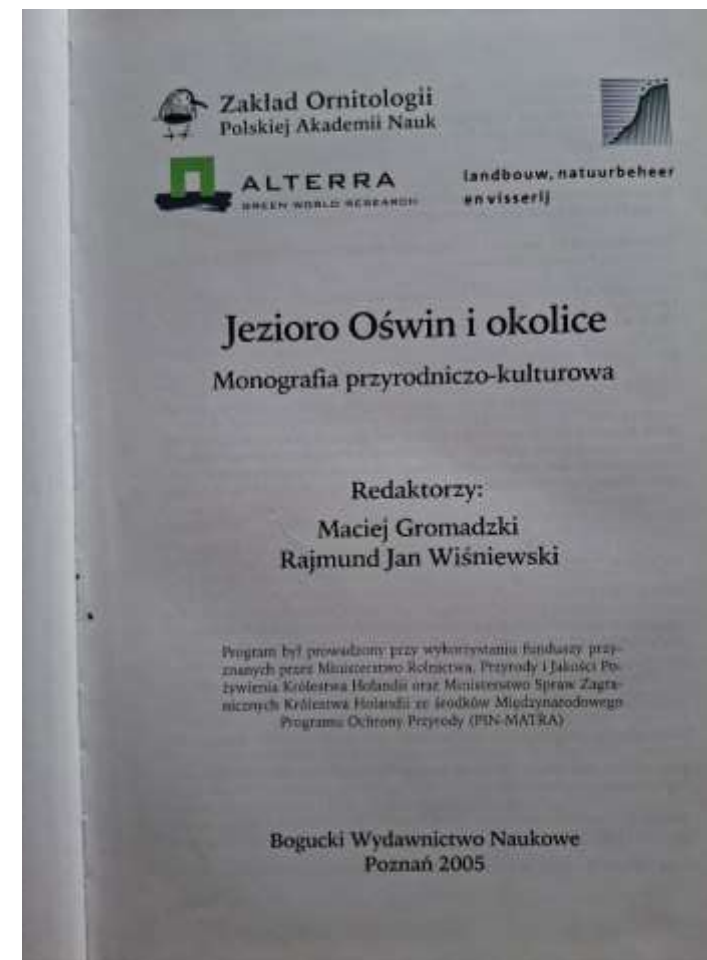 Zakład Ornitologii
Polskiej Akademii Nauk
ALTERRA
GREEN WORLD RESEARCH
landbouw, natuurbeheer
en visserij
Jezioro Oświn i okolice
Monografia przyrodniczo-kulturowa
Redaktorzy:
Maciej Gromadzki
Rajmund Jan Wiśniewski
Program był prowadzony przy wykorzystaniu funduszy przy-
znanych przez Ministerstwo Rolnictwa, Przyrody i Jakości Po-
żywienia Królestwa Holandii oraz Ministerstwo Spraw Zagra-
nicznych Królestwa Holandii ze środków Międzynarodowego
Programu Ochrony Przyrody (PIN-MATRA)
Bogucki Wydawnictwo Naukowe
Poznań 2005